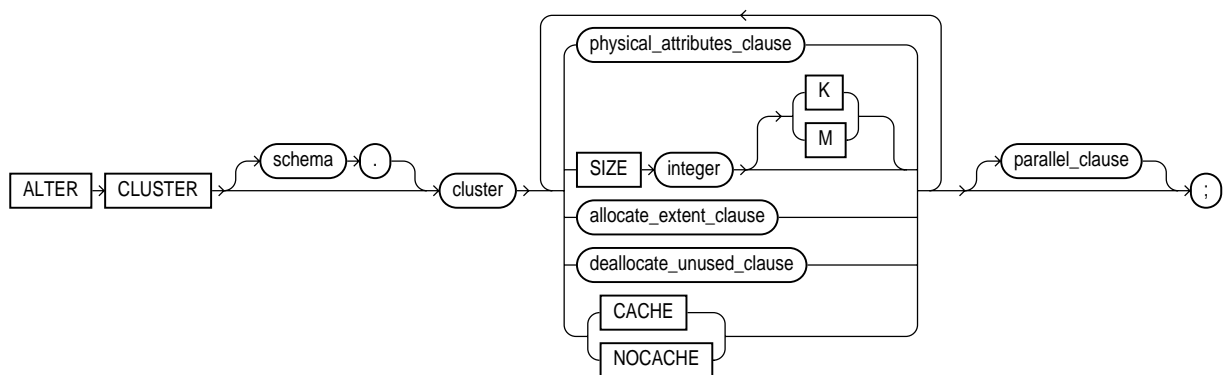 physical_attributes_clause
K
M
schema .
parallel_clause
SIZE integer
ALTER CLUSTER cluster ;
allocate_extent_clause
deallocate_unused_clause
CACHE
NOCACHE